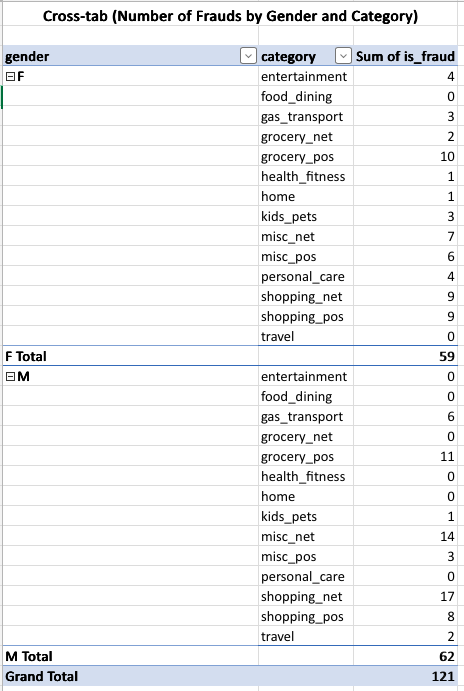 Cross-tab (Number of Frauds by Gender and Category)
gender category Sum of is_fraud
F entertainment 4
food_dining 0
gas_transport 3
grocery_net 2
grocery_pos 10
health_fitness 1
home 1
kids_pets 3
misc_net 7
misc_pos 6
personal_care 4
shopping_net 9
shopping_pos 9
travel 0
F Total 59
M entertainment 0
food_dining 0
gas_transport 6
grocery_net 0
grocery_pos 11
health_fitness 0
home 0
kids_pets 1
misc_net 14
misc_pos 3
personal_care 0
shopping_net 17
shopping_pos 8
travel 2
M Total 62
Grand Total 121